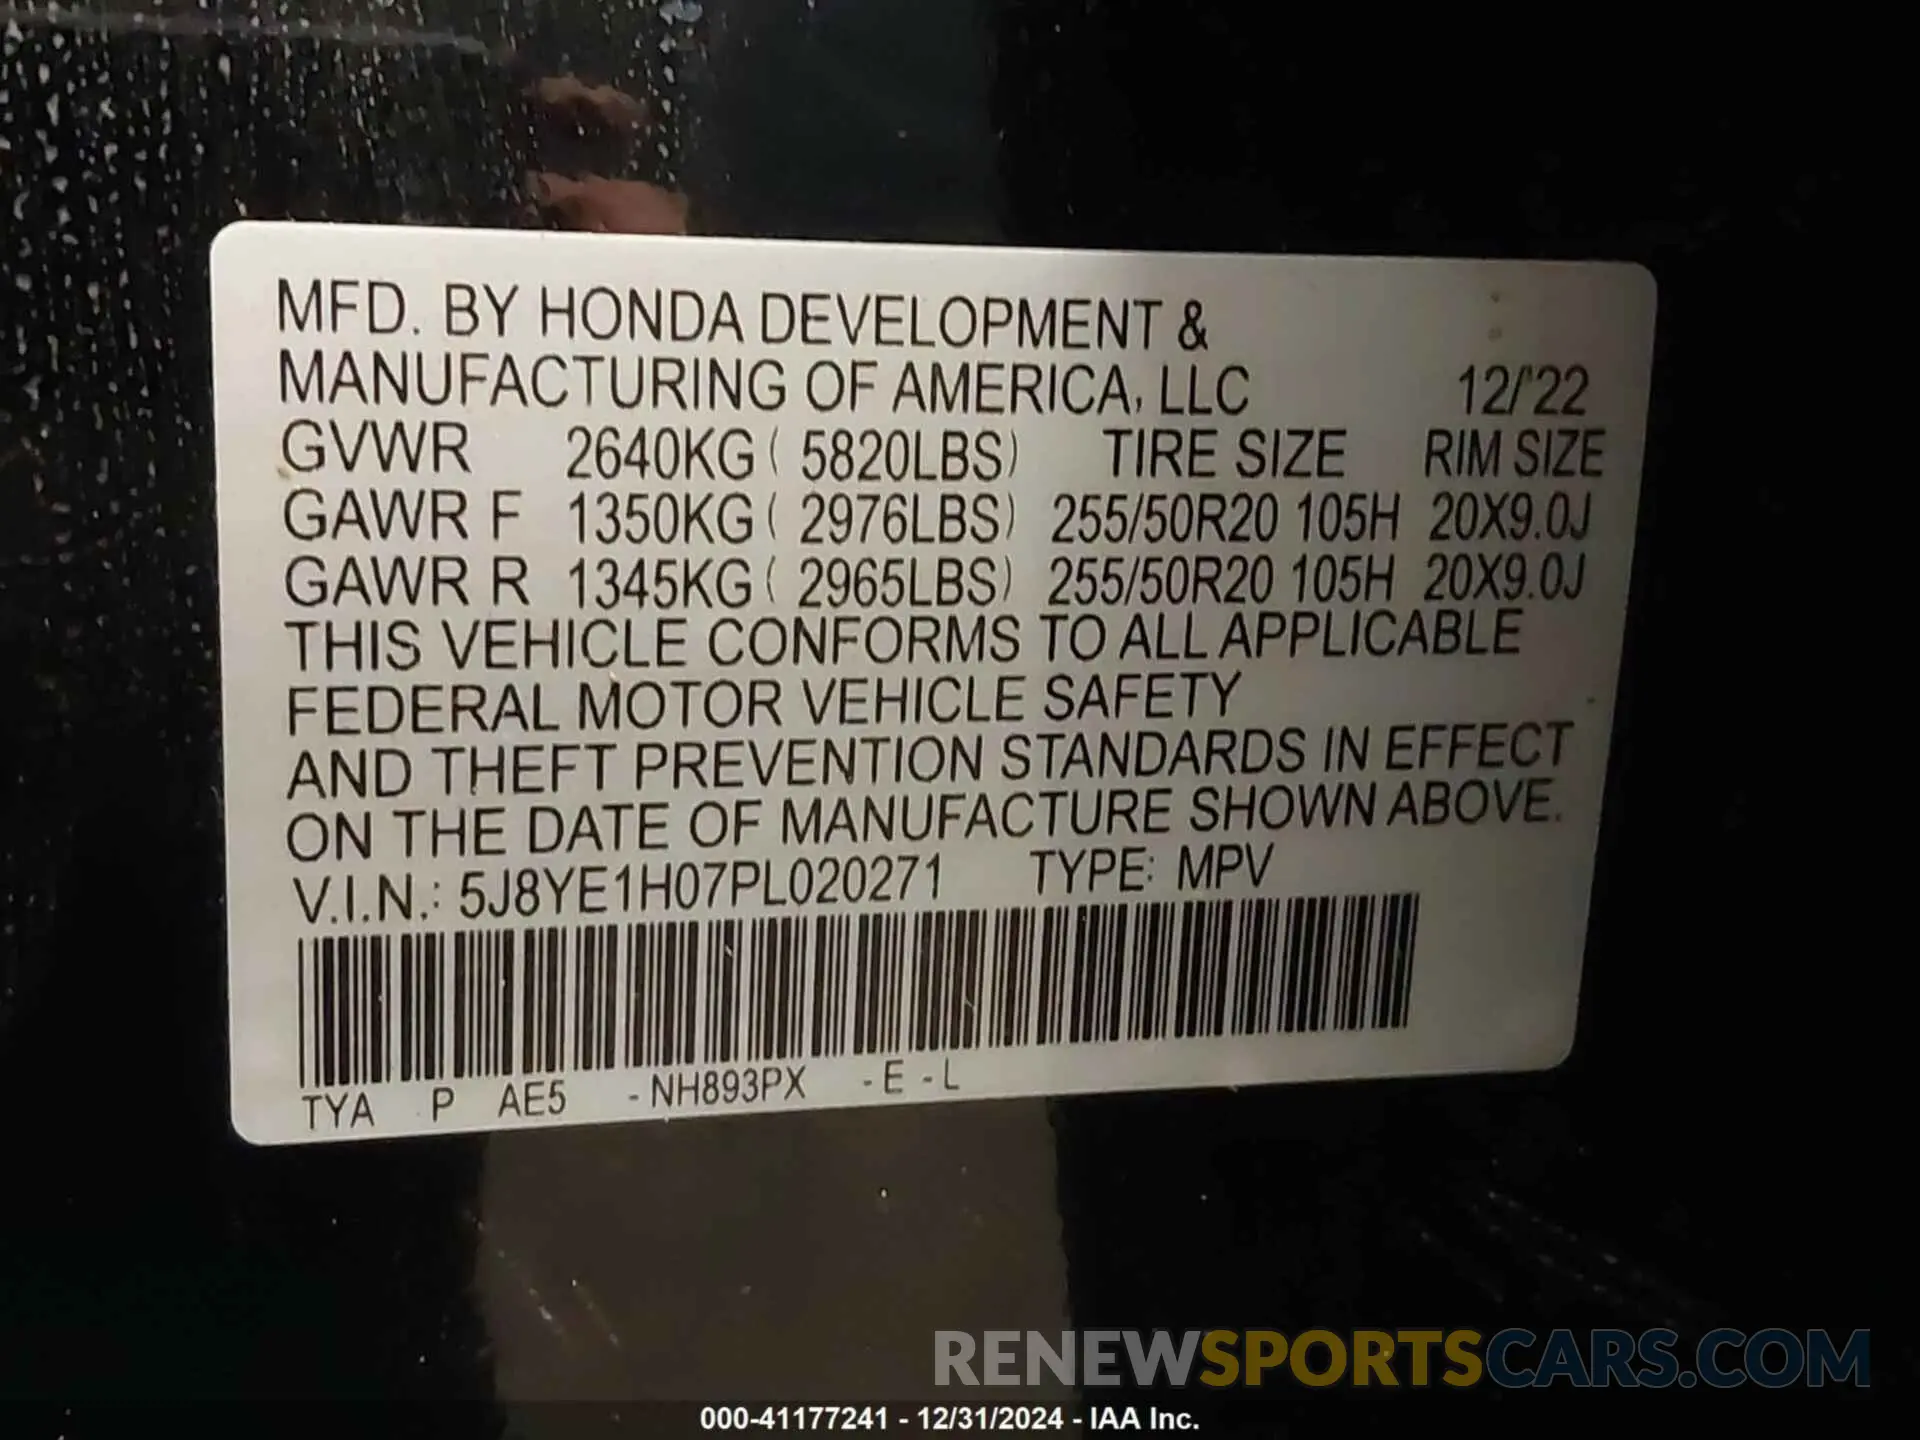 MFD. BY HONDA DEVELOPMENT &
MANUFACTURING OF AMERICA, LLC 12/'22
GVWR 2640KG ( 5820LBS) TIRE SIZE RIM SIZE
GAWR F 1350KG ( 2976LBS) 255/50R20 105H 20X9.0J
GAWR R 1345KG ( 2965LBS) 255/50R20 105H 20X9.0J
THIS VEHICLE CONFORMS TO ALL APPLICABLE
FEDERAL MOTOR VEHICLE SAFETY
AND THEFT PREVENTION STANDARDS IN EFFECT
ON THE DATE OF MANUFACTURE SHOWN ABOVE.
V.I.N.: 5J8YE1H07PL020271 TYPE: MPV
TYA P AE5 -NH893PX -E -L
RENEWSPORTSCARS.COM
000-41177241 - 12/31/2024 - IAA Inc.